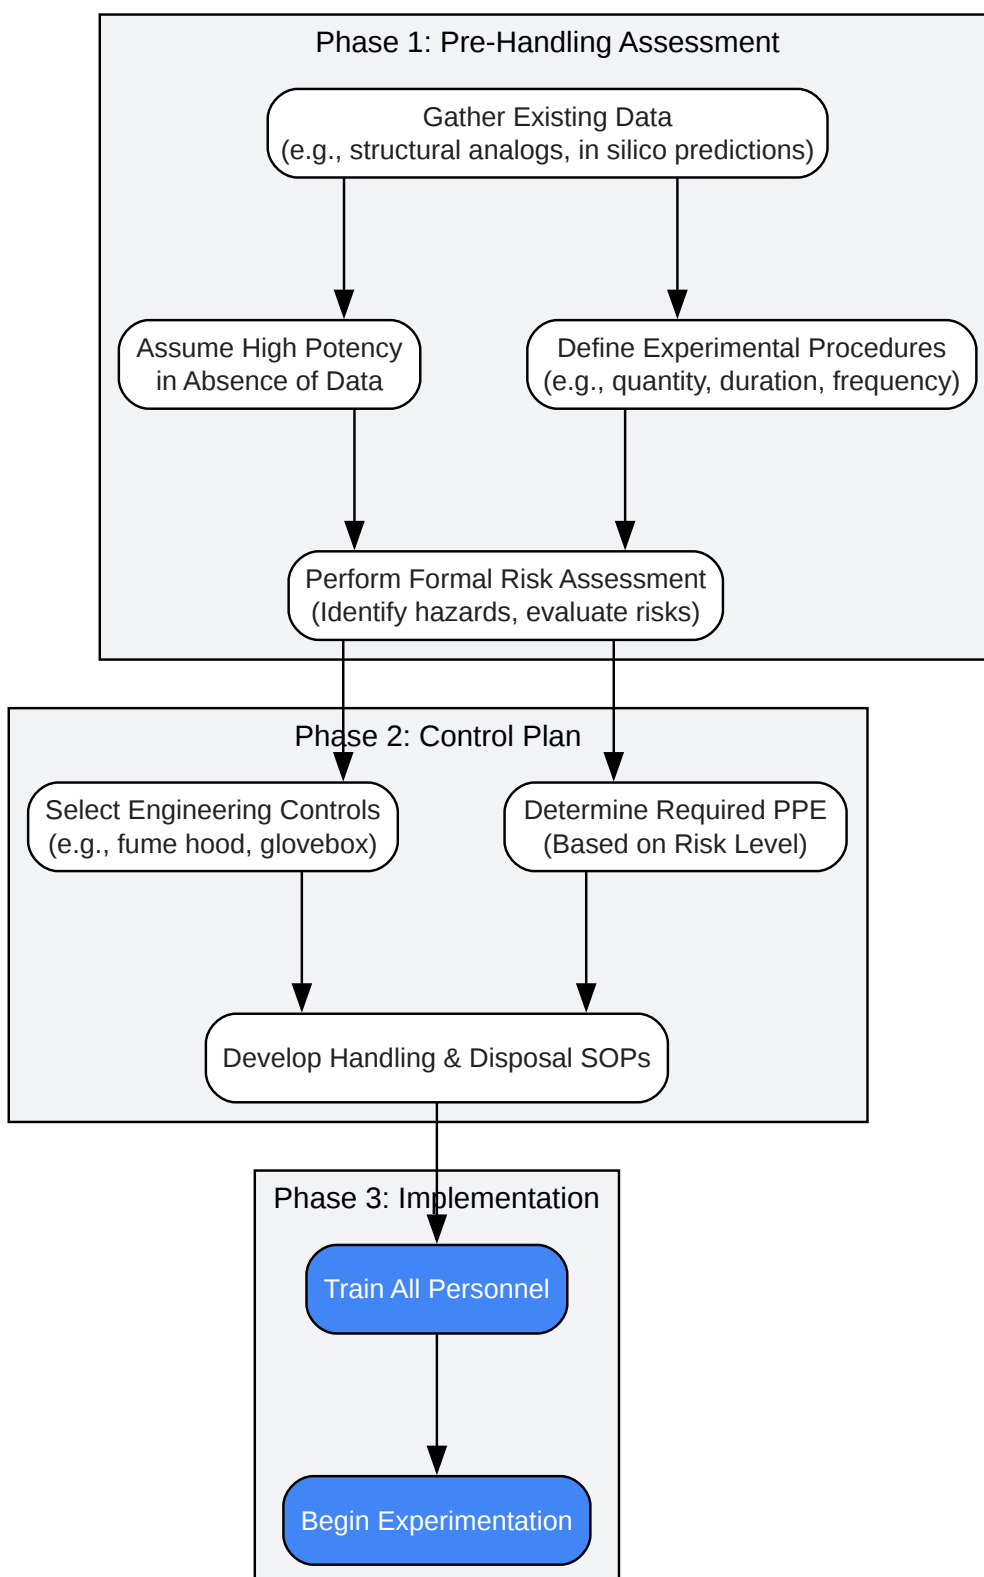 Phase 1: Pre-Handling Assessment
Gather Existing Data
(e.g., structural analogs, in silico predictions)
Assume High Potency
in Absence of Data
Define Experimental Procedures
(e.g., quantity, duration, frequency)
Perform Formal Risk Assessment
(Identify hazards, evaluate risks)
Phase 2: Control Plan
Select Engineering Controls
(e.g., fume hood, glovebox)
Determine Required PPE
(Based on Risk Level)
Develop Handling & Disposal SOPs
Phase 3: Implementation
Train All Personnel
Begin Experimentation